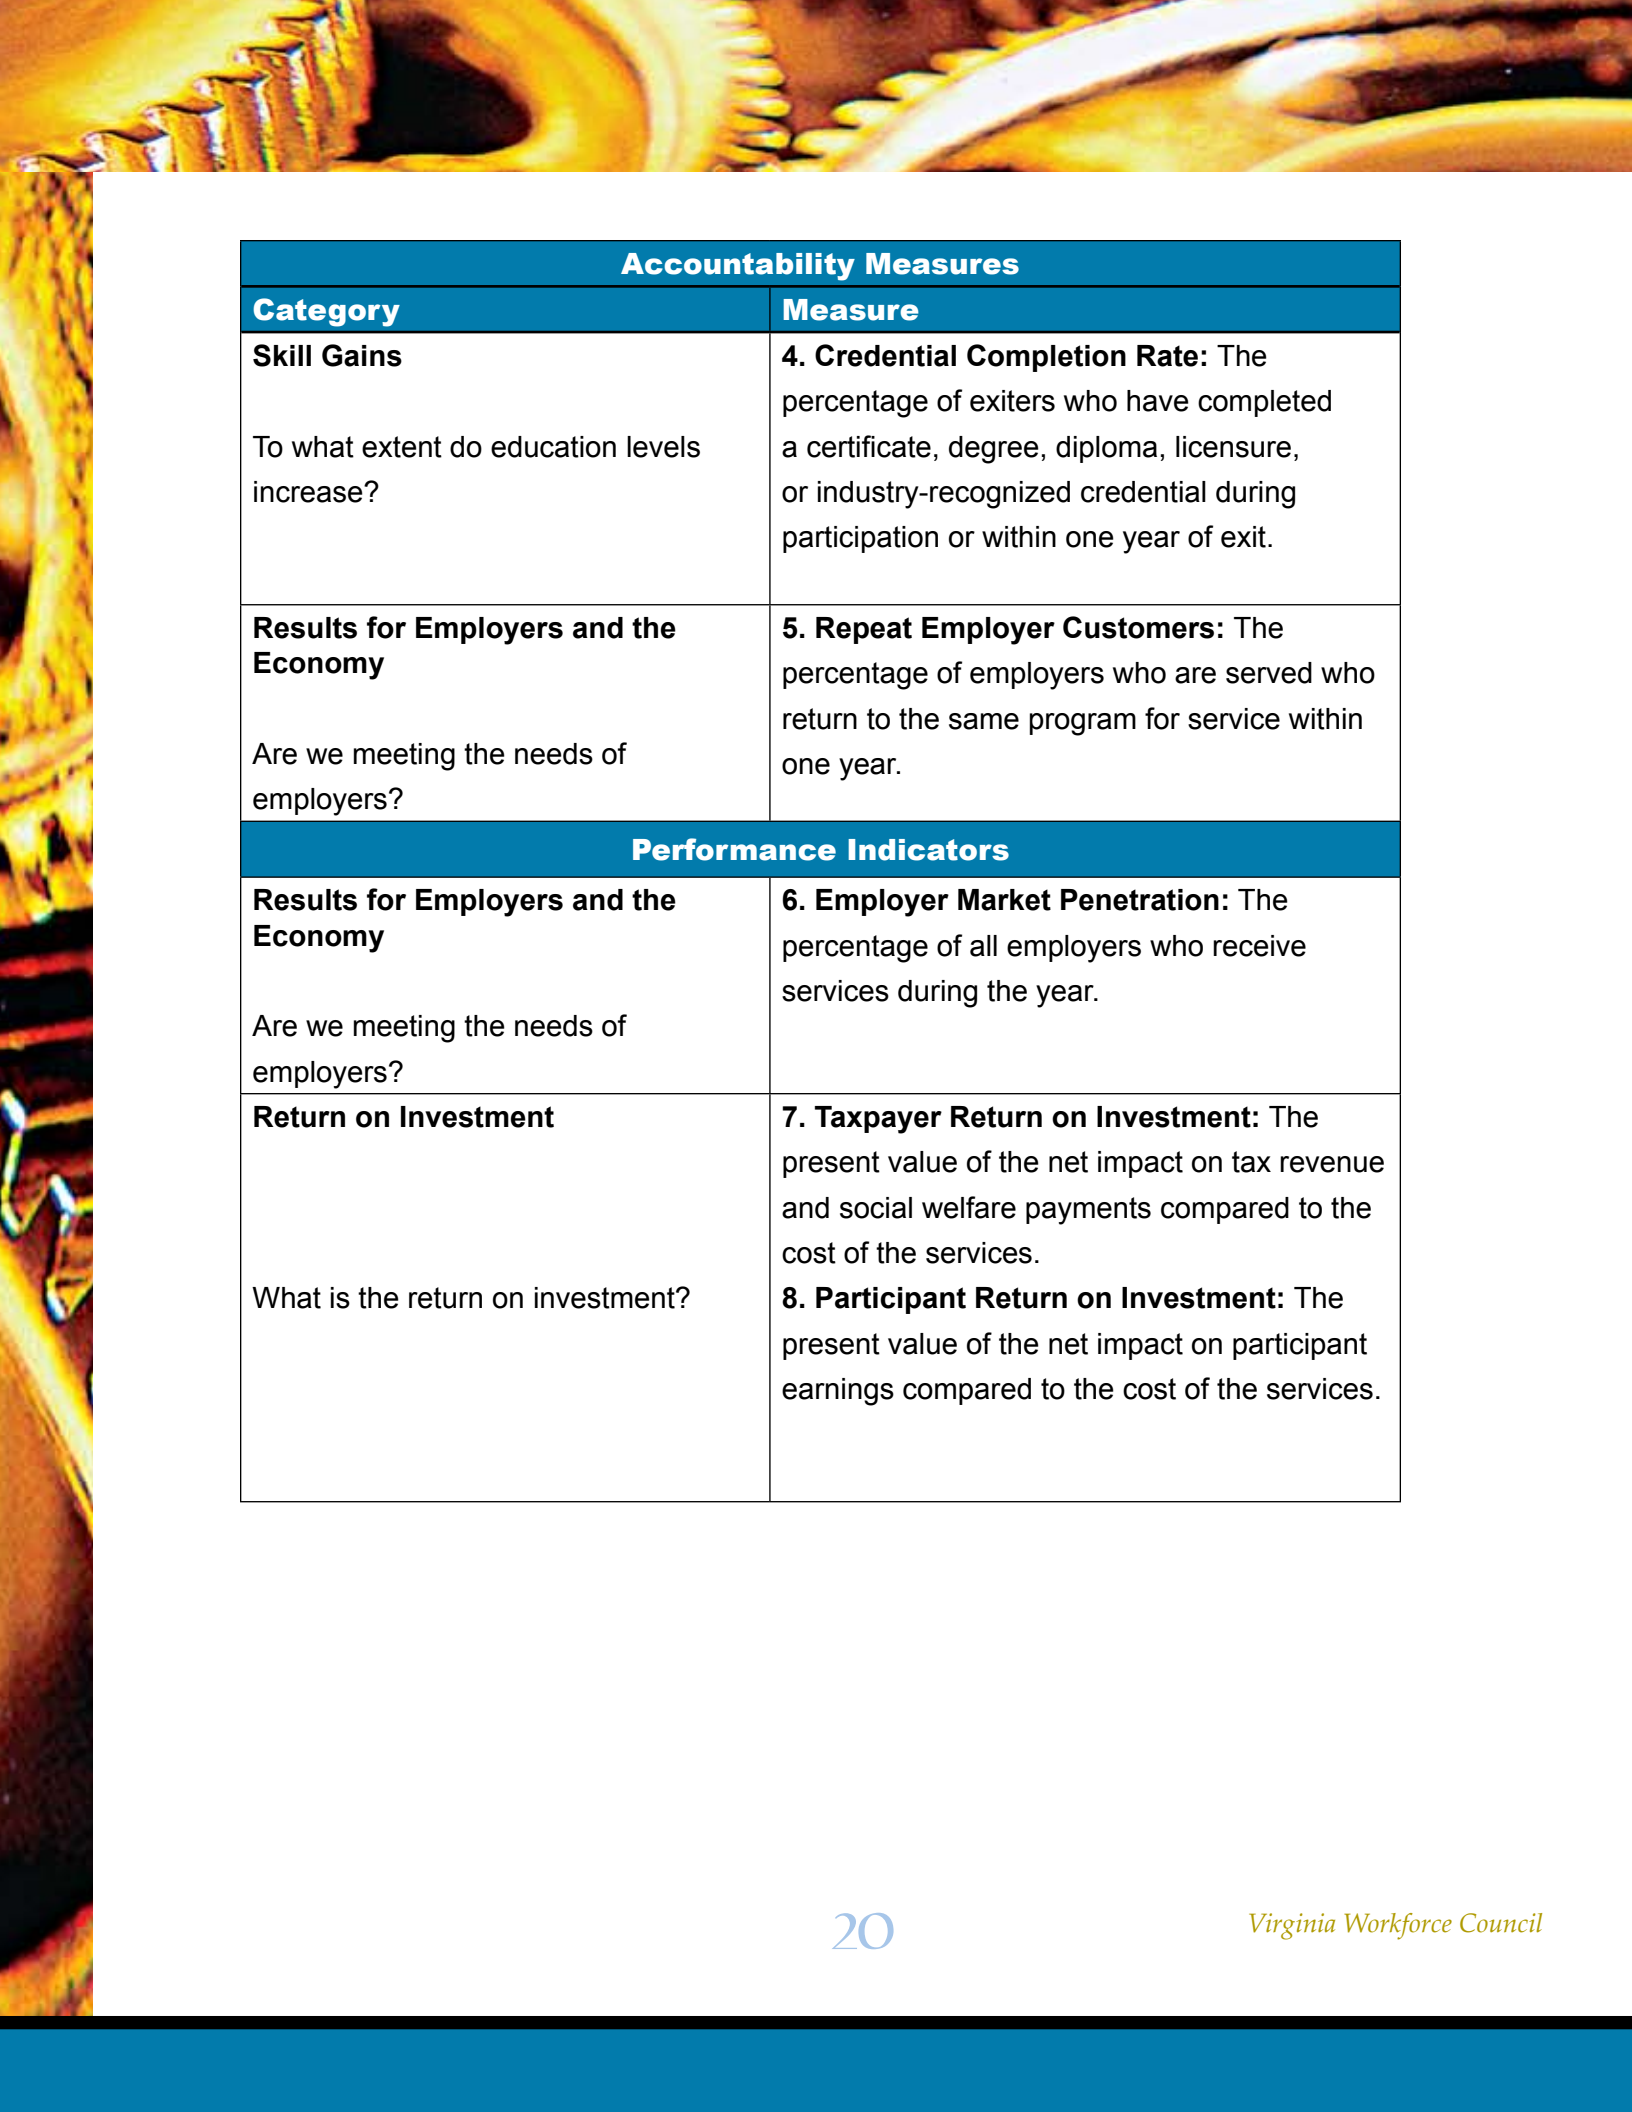 Accountability Measures
Category
Measure
Skill Gains
To what extent do education levels
increase?
4. Credential Completion Rate: The
percentage of exiters who have completed
a certificate, degree, diploma, licensure,
or industry-recognized credential during
participation or within one year of exit.
Results for Employers and the
Economy
Are we meeting the needs of
employers?
5. Repeat Employer Customers: The
percentage of employers who are served who
return to the same program for service within
one year.
Performance Indicators
Results for Employers and the
Economy
Are we meeting the needs of
employers?
6. Employer Market Penetration: The
percentage of all employers who receive
services during the year.
Return on Investment
What is the return on investment?
7. Taxpayer Return on Investment: The
present value of the net impact on tax revenue
and social welfare payments compared to the
cost of the services.
8. Participant Return on Investment: The
present value of the net impact on participant
earnings compared to the cost of the services.
20
Virginia Workforce Council